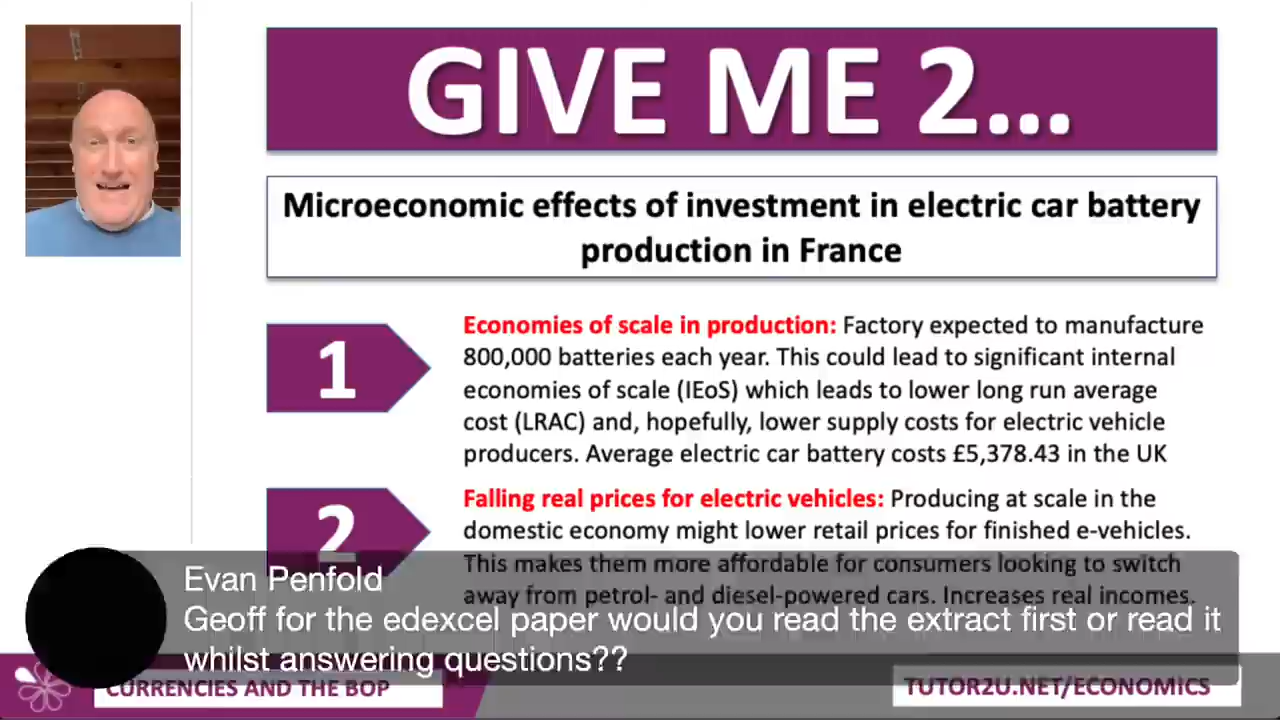 GIVE ME 2...
Microeconomic effects of investment in electric car battery
production in France
1
Economies of scale in production: Factory expected to manufacture
800,000 batteries each year. This could lead to significant internal
economies of scale (IEoS) which leads to lower long run average
cost (LRAC) and, hopefully, lower supply costs for electric vehicle
producers. Average electric car battery costs £5,378.43 in the UK
2
Falling real prices for electric vehicles: Producing at scale in the
domestic economy might lower retail prices for finished e-vehicles.
This makes them more affordable for consumers looking to switch
away from petrol- and diesel-powered cars. Increases real incomes.
Evan Penfold
Geoff for the edexcel paper would you read the extract first or read it
whilst answering questions??
CURRENCIES AND THE BOP
TUTOR2U.NET/ECONOMICS